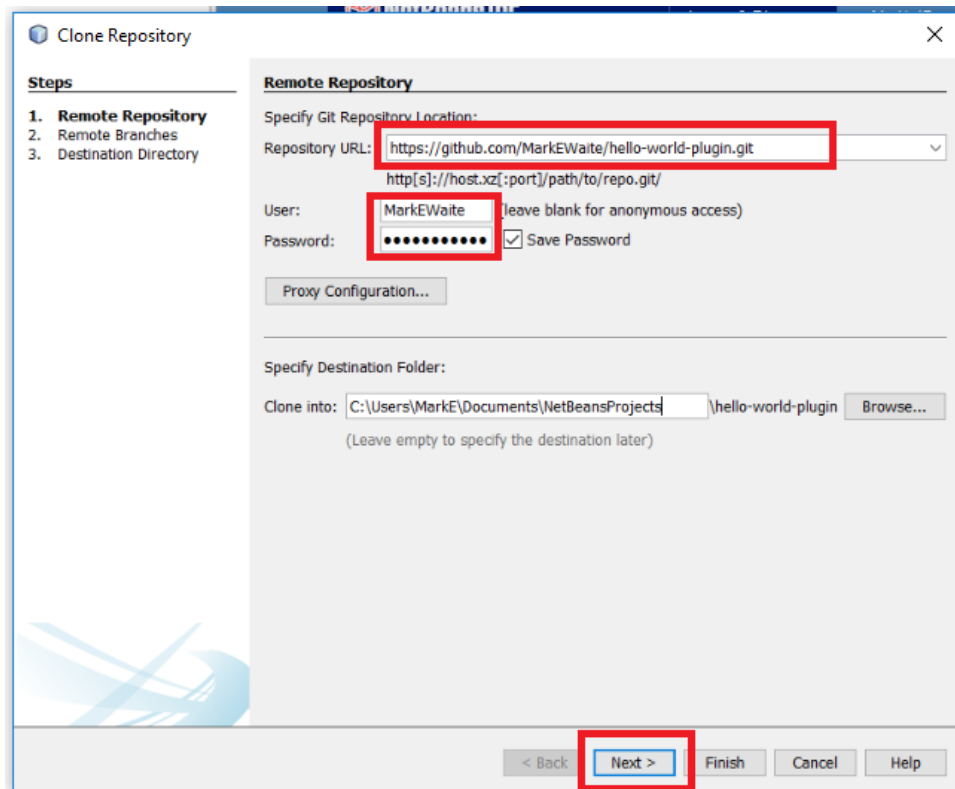 Clone Repository
Steps
1. Remote Repository
2. Remote Branches
3. Destination Directory
Remote Repository
Specify Git Repository Location:
Repository URL: https://github.com/MarkEWaite/hello-world-plugin.git
http[s]://host.xz[:port]/path/to/repo.git/
User: MarkEWaite (leave blank for anonymous access)
Password: ●●●●●●●●●●● Save Password
Proxy Configuration...
Specify Destination Folder:
Clone into: C:\Users\MarkE\Documents\NetBeansProjects \hello-world-plugin Browse...
(Leave empty to specify the destination later)
< Back Next > Finish Cancel Help